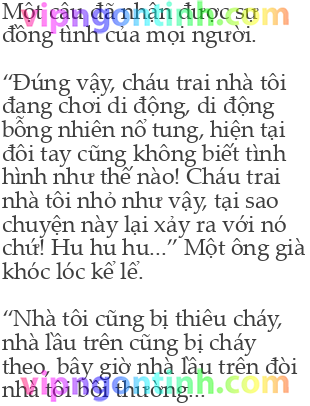 Một câu đã nhận được sự
đồng tình của mọi người.
“Đúng vậy, cháu trai nhà tôi
đang chơi di động, di động
bỗng nhiên nổ tung, hiện tại
đôi tay cũng không biết tình
hình như thế nào! Cháu trai
nhà tôi nhỏ như vậy, tại sao
chuyện này lại xảy ra với nó
chứ! Hu hu hu...” Một ông già
khóc lóc kể lể.
“Nhà tôi cũng bị thiêu cháy,
nhà lầu trên cũng bị cháy
theo, bây giờ nhà lầu trên đòi
nhà tôi bồi thường...
vipngontinh.com
vipngontinh.com